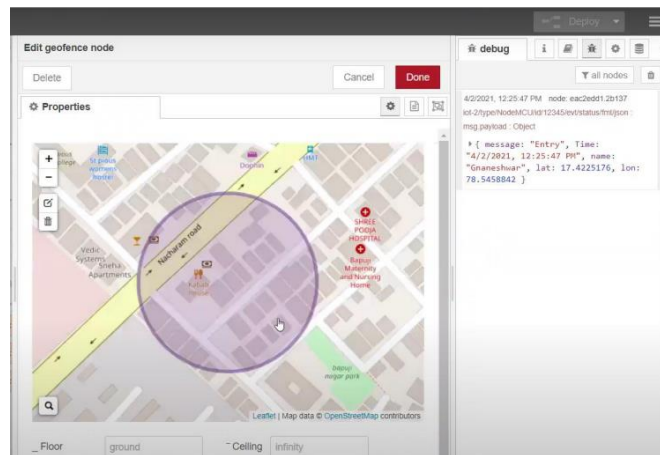 Deploy
Edit geofence node
Delete
Cancel
Done
Properties
St.pious
womens
home
Dolphin
Vedic
Systems
Sneha
Apartments
Nacharam road
Kabab
House
SHREE
POOJA
HOSPITAL
Bapuji
Maternity
and Nursing
Home
bapuji
nagar park
Leaflet | Map data © OpenStreetMap contributors
Floor
ground
Ceiling
infinity
debug
all nodes
4/2/2021, 12:25:47 PM node: eac2edd1.2b137
iot-2/type/NodeMCU/id/12345/evt/status/fmt/json :
msg.payload : Object
{ message: "Entry", Time:
"4/2/2021, 12:25:47 PM", name:
"Gnaneshwar", lat: 17.4225176, lon:
78.5458842 }